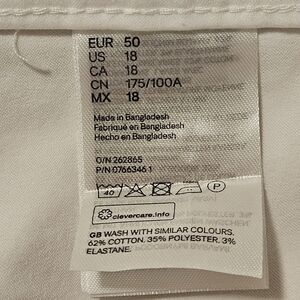 EUR 50
US 18
CA 18
CN 175/100A
MX 18
Made in Bangladesh
Fabriqué en Bangladesh
Hecho en Bangladesh
O/N 262865
P/N 0766346 1
40 P
clevercare.info
GB WASH WITH SIMILAR COLOURS.
62% COTTON, 35% POLYESTER, 3%
ELASTANE.